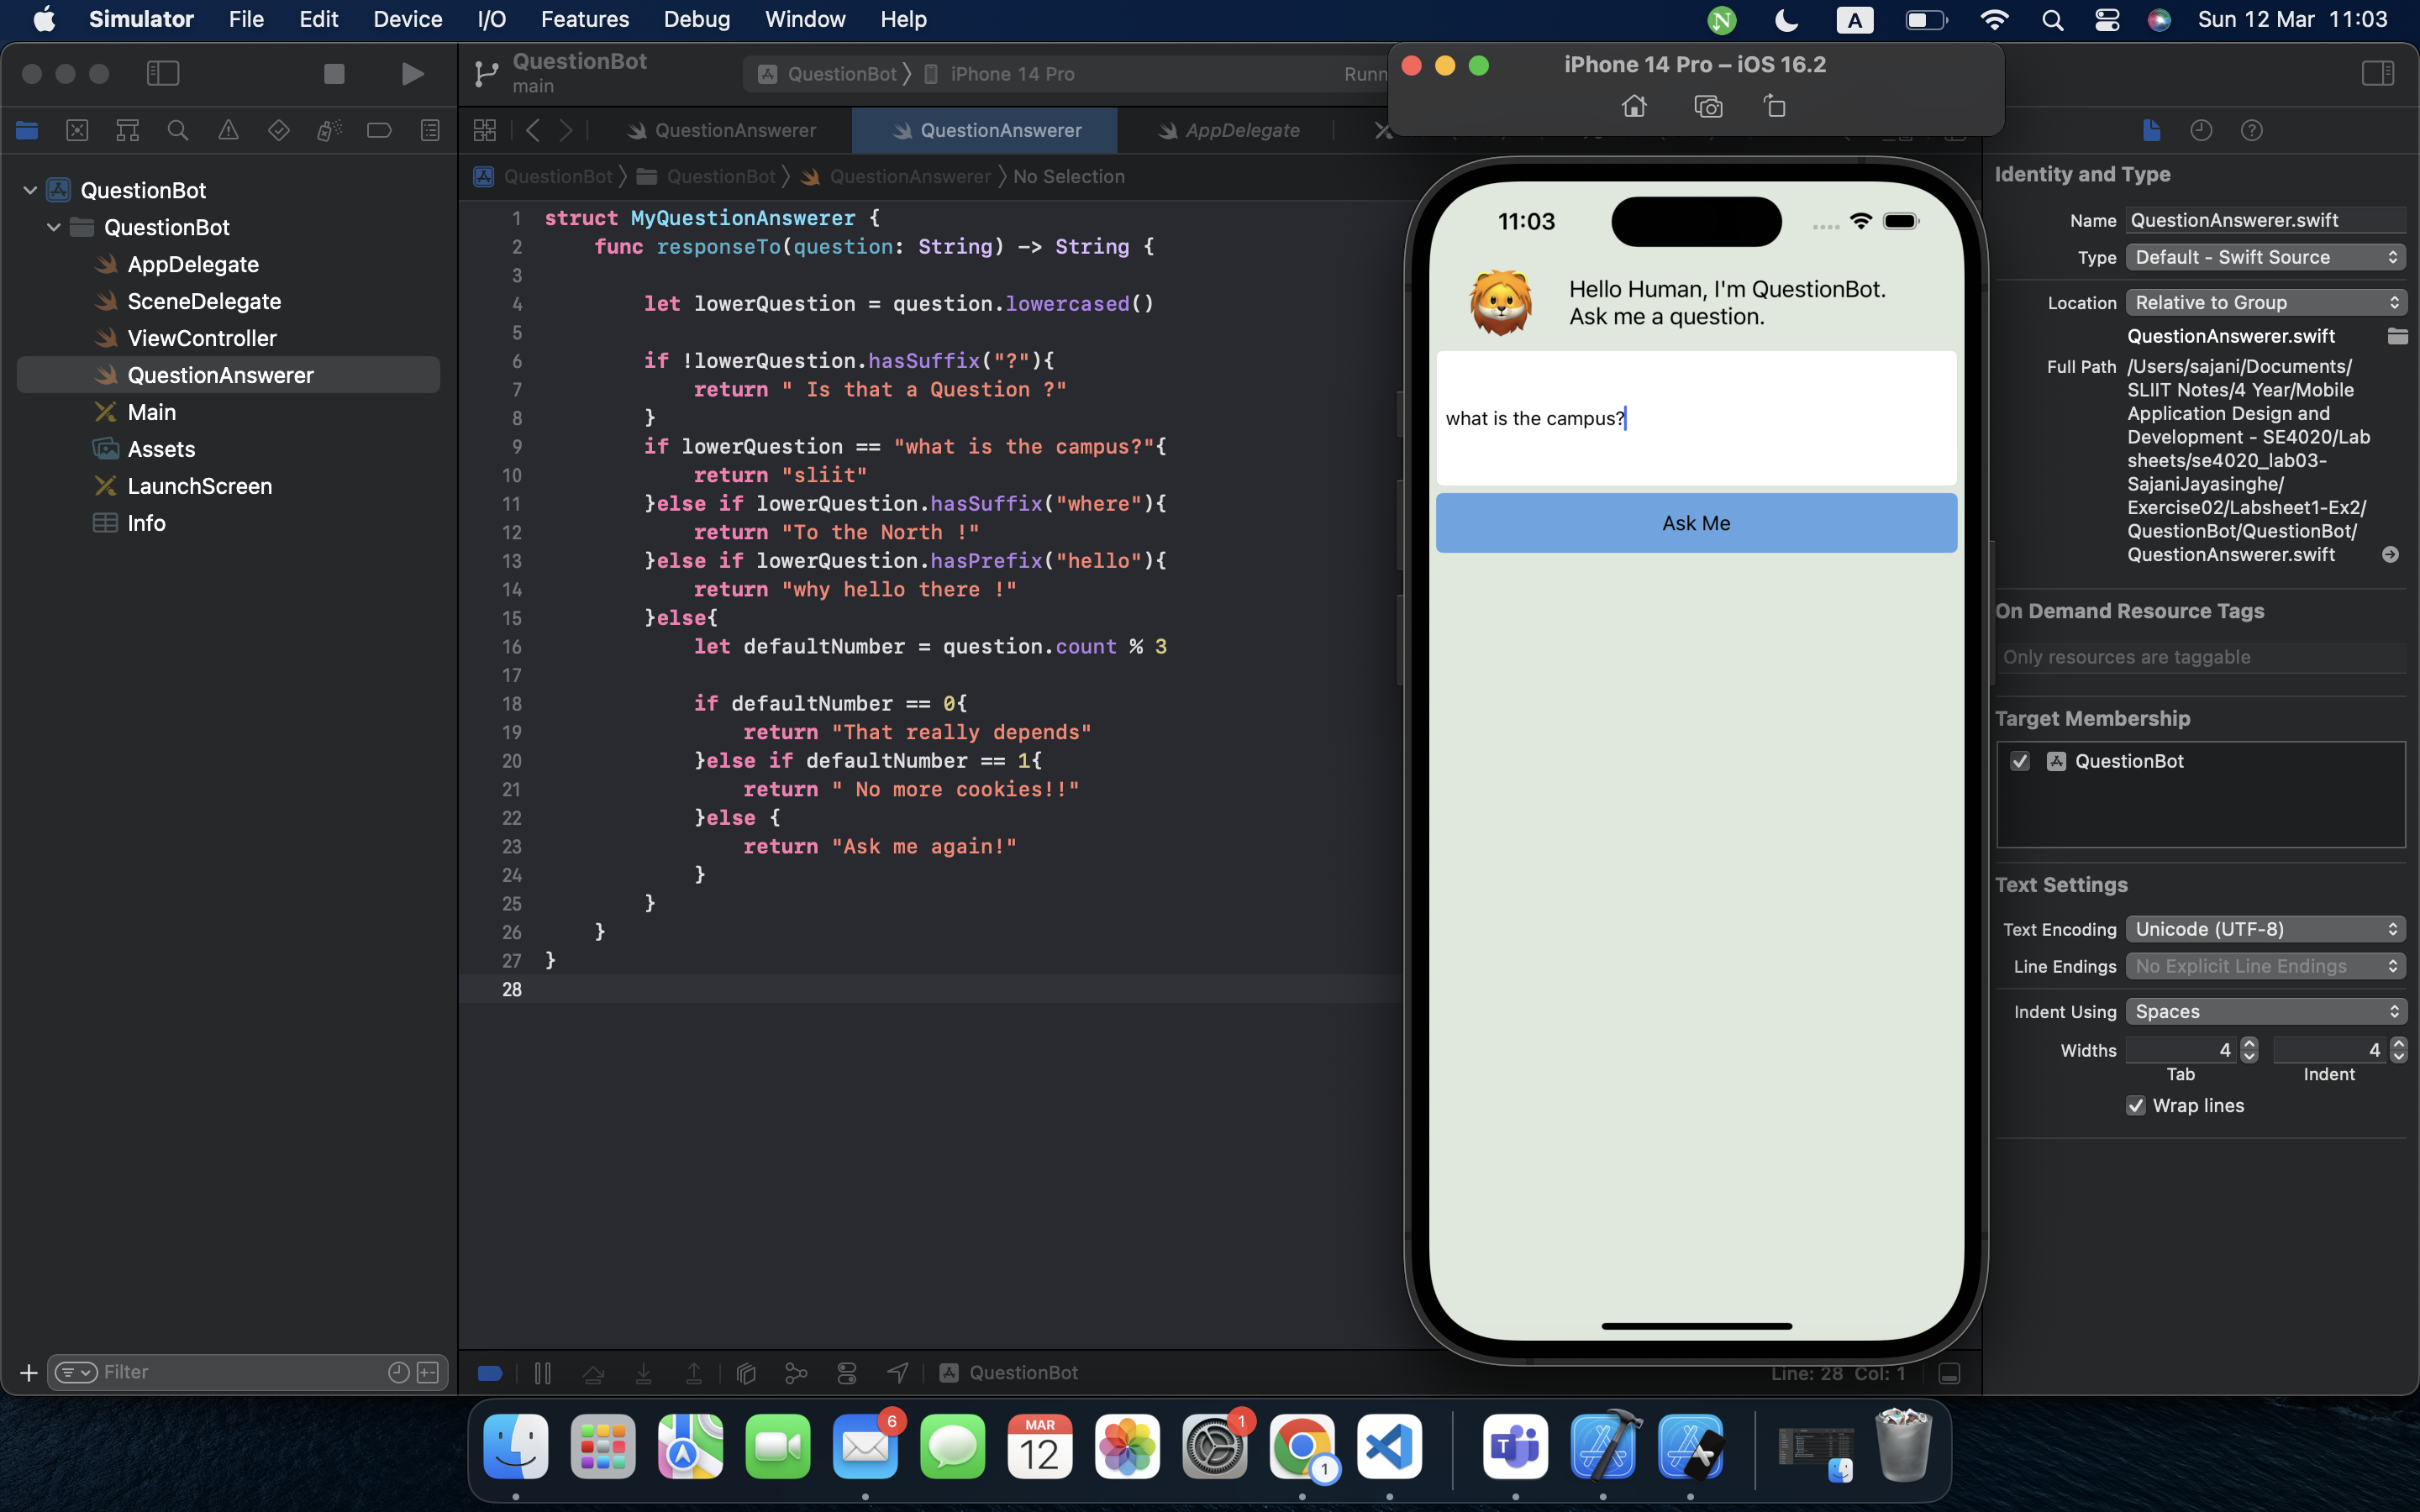 Simulator File Edit Device I/O Features Debug Window Help A Sun 12 Mar 11:03
QuestionBot
main
QuestionBot iPhone 14 Pro Runn
iPhone 14 Pro – iOS 16.2
QuestionAnswerer QuestionAnswerer AppDelegate
QuestionBot QuestionBot QuestionAnswerer No Selection
QuestionBot
QuestionBot
AppDelegate
SceneDelegate
ViewController
QuestionAnswerer
Main
Assets
LaunchScreen
Info
Filter
1 struct MyQuestionAnswerer {
2 func responseTo(question: String) -> String {
3
4 let lowerQuestion = question.lowercased()
5
6 if !lowerQuestion.hasSuffix("?"){
7 return " Is that a Question ?"
8 }
9 if lowerQuestion == "what is the campus?"{
10 return "sliit"
11 }else if lowerQuestion.hasSuffix("where"){
12 return "To the North !"
13 }else if lowerQuestion.hasPrefix("hello"){
14 return "why hello there !"
15 }else{
16 let defaultNumber = question.count % 3
17
18 if defaultNumber == 0{
19 return "That really depends"
20 }else if defaultNumber == 1{
21 return " No more cookies!!"
22 }else {
23 return "Ask me again!"
24 }
25 }
26 }
27 }
28
QuestionBot
Line: 28 Col: 1
11:03
Hello Human, I'm QuestionBot.
Ask me a question.
what is the campus?
Ask Me
Identity and Type
Name QuestionAnswerer.swift
Type Default - Swift Source
Location Relative to Group
QuestionAnswerer.swift
Full Path /Users/sajani/Documents/
SLIIT Notes/4 Year/Mobile
Application Design and
Development - SE4020/Lab
sheets/se4020_lab03-
SajaniJayasinghe/
Exercise02/Labsheet1-Ex2/
QuestionBot/QuestionBot/
QuestionAnswerer.swift
On Demand Resource Tags
Only resources are taggable
Target Membership
QuestionBot
Text Settings
Text Encoding Unicode (UTF-8)
Line Endings No Explicit Line Endings
Indent Using Spaces
Widths 4 4
Tab Indent
Wrap lines
6
MAR
12
1
1